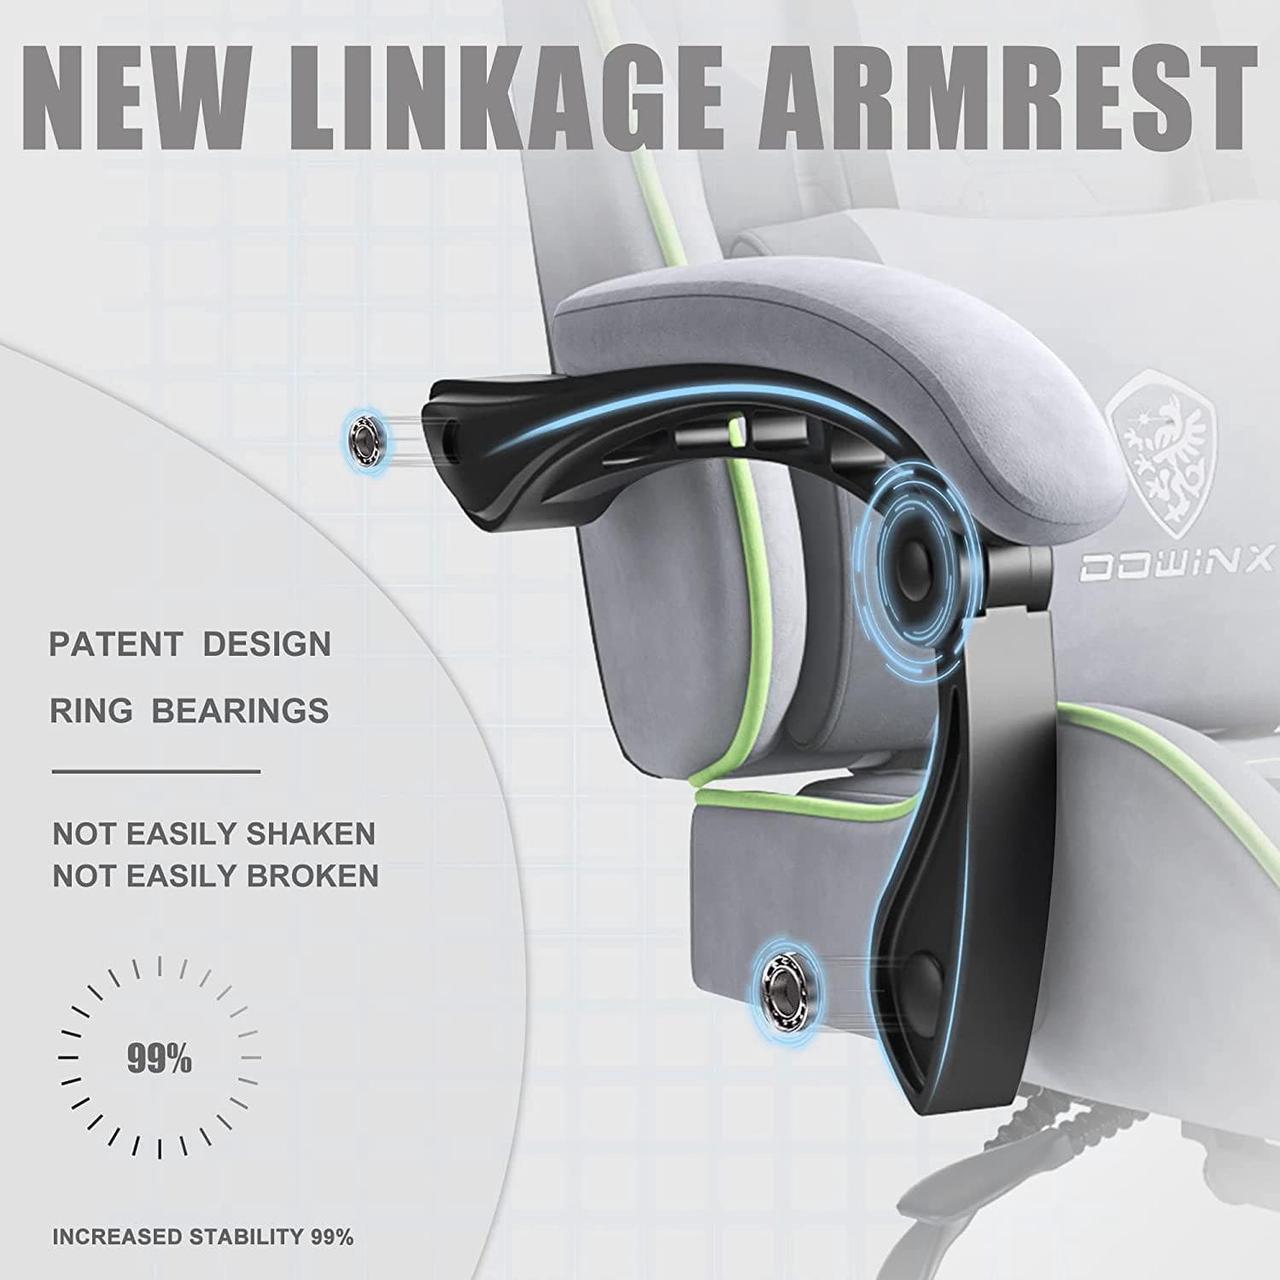 NEW LINKAGE ARMREST
DOWINX
PATENT DESIGN
RING BEARINGS
NOT EASILY SHAKEN
NOT EASILY BROKEN
99%
INCREASED STABILITY 99%